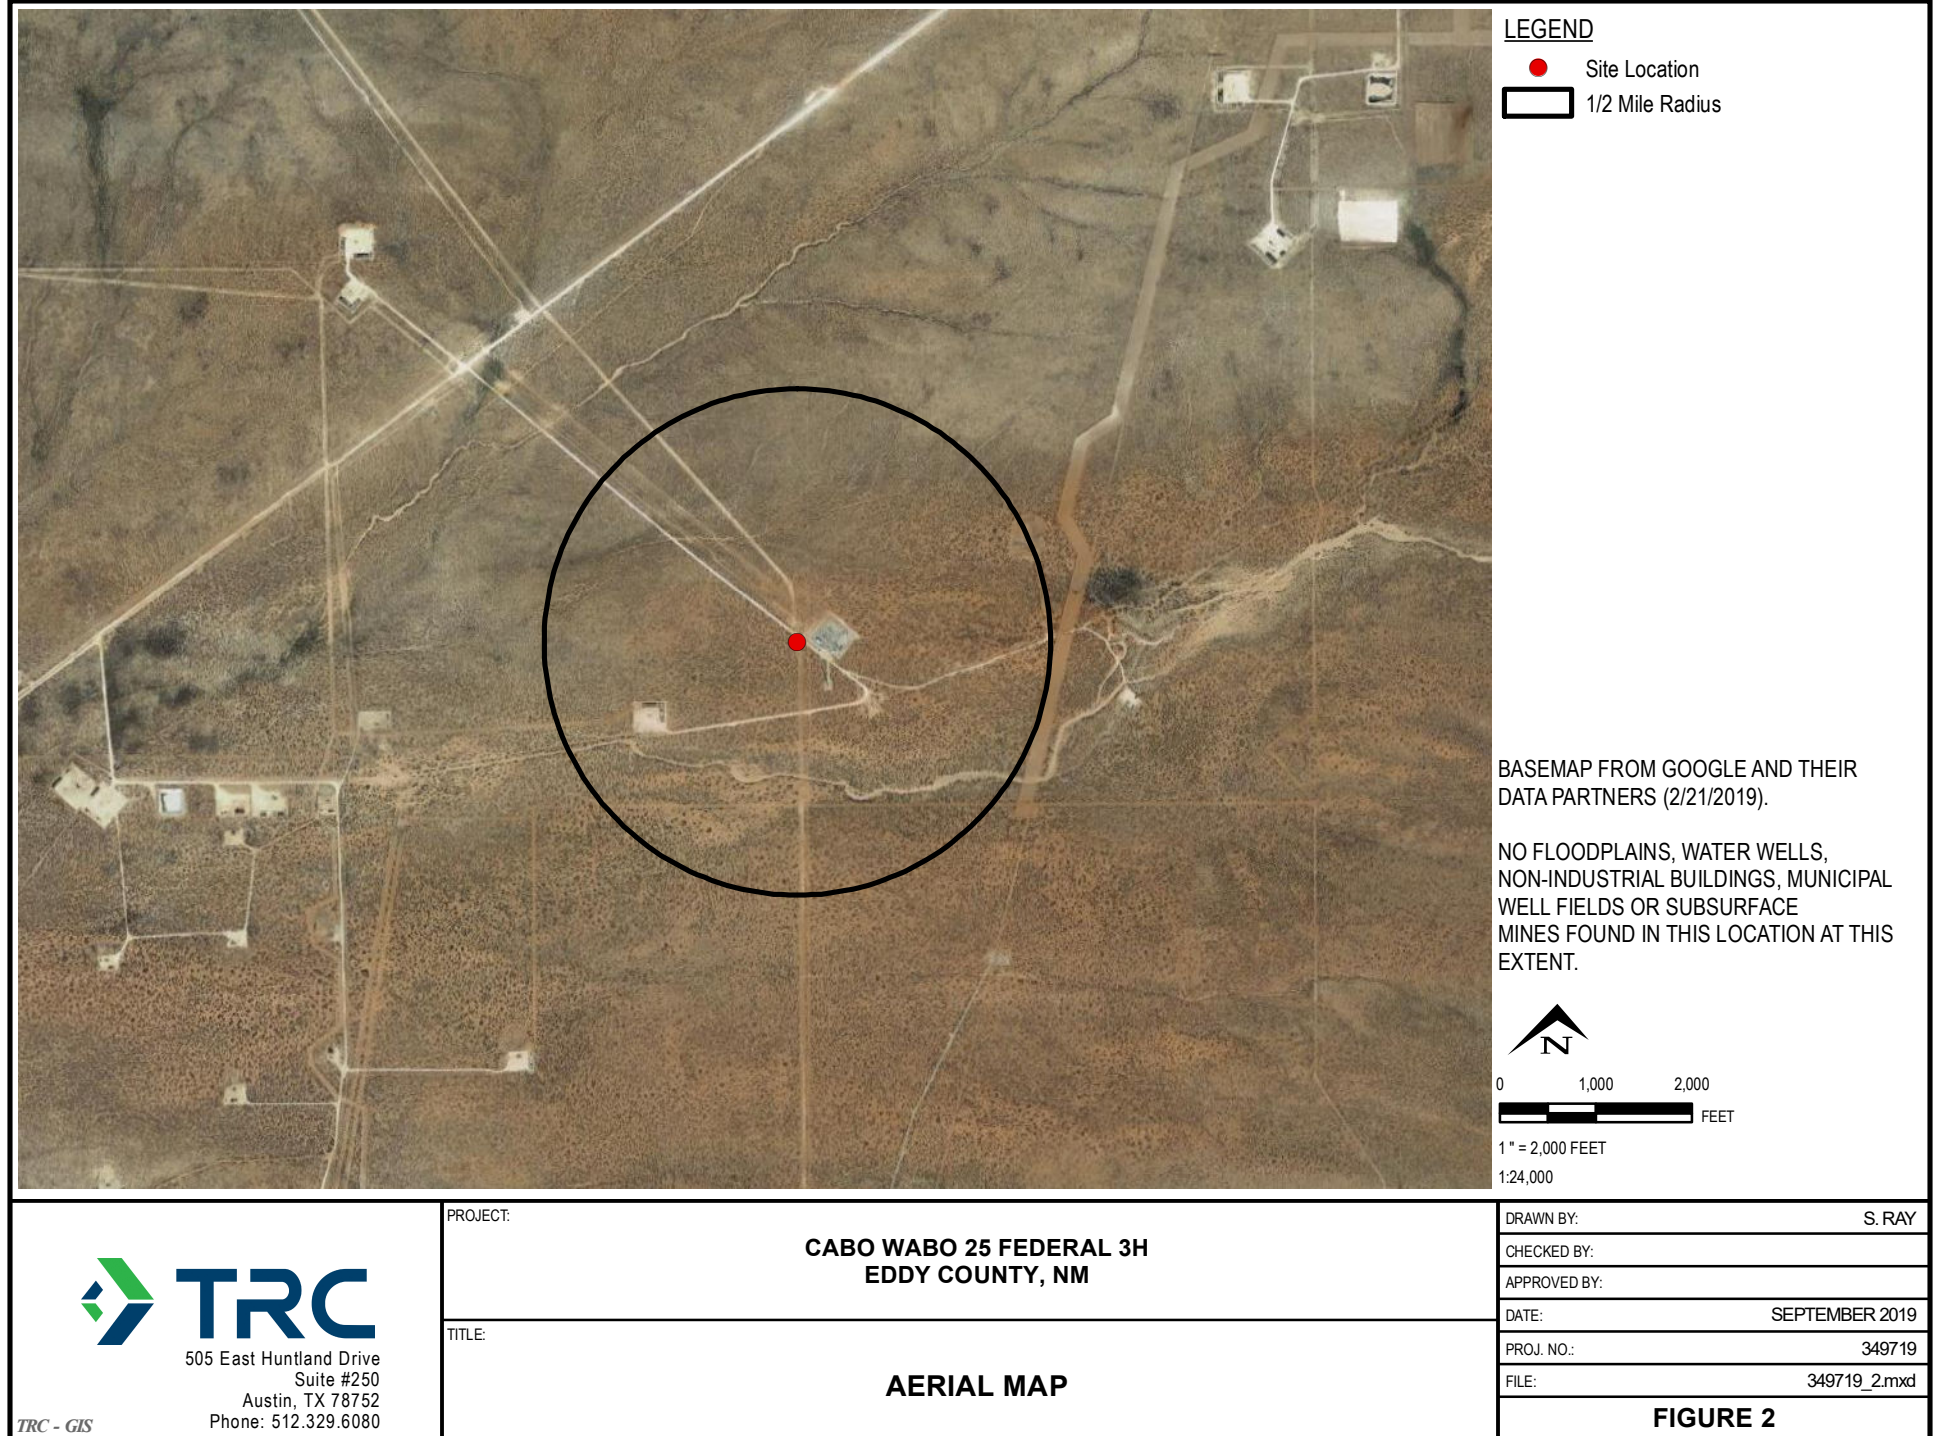 LEGEND
Site Location
1/2 Mile Radius
BASEMAP FROM GOOGLE AND THEIR
DATA PARTNERS (2/21/2019).
NO FLOODPLAINS, WATER WELLS,
NON-INDUSTRIAL BUILDINGS, MUNICIPAL
WELL FIELDS OR SUBSURFACE
MINES FOUND IN THIS LOCATION AT THIS
EXTENT.
N
0 1,000 2,000
FEET
1 " = 2,000 FEET
1:24,000
TRC
505 East Huntland Drive
Suite #250
Austin, TX 78752
Phone: 512.329.6080
TRC - GIS
PROJECT:
CABO WABO 25 FEDERAL 3H
EDDY COUNTY, NM
TITLE:
AERIAL MAP
DRAWN BY: S. RAY
CHECKED BY:
APPROVED BY:
DATE: SEPTEMBER 2019
PROJ. NO.: 349719
FILE: 349719_2.mxd
FIGURE 2